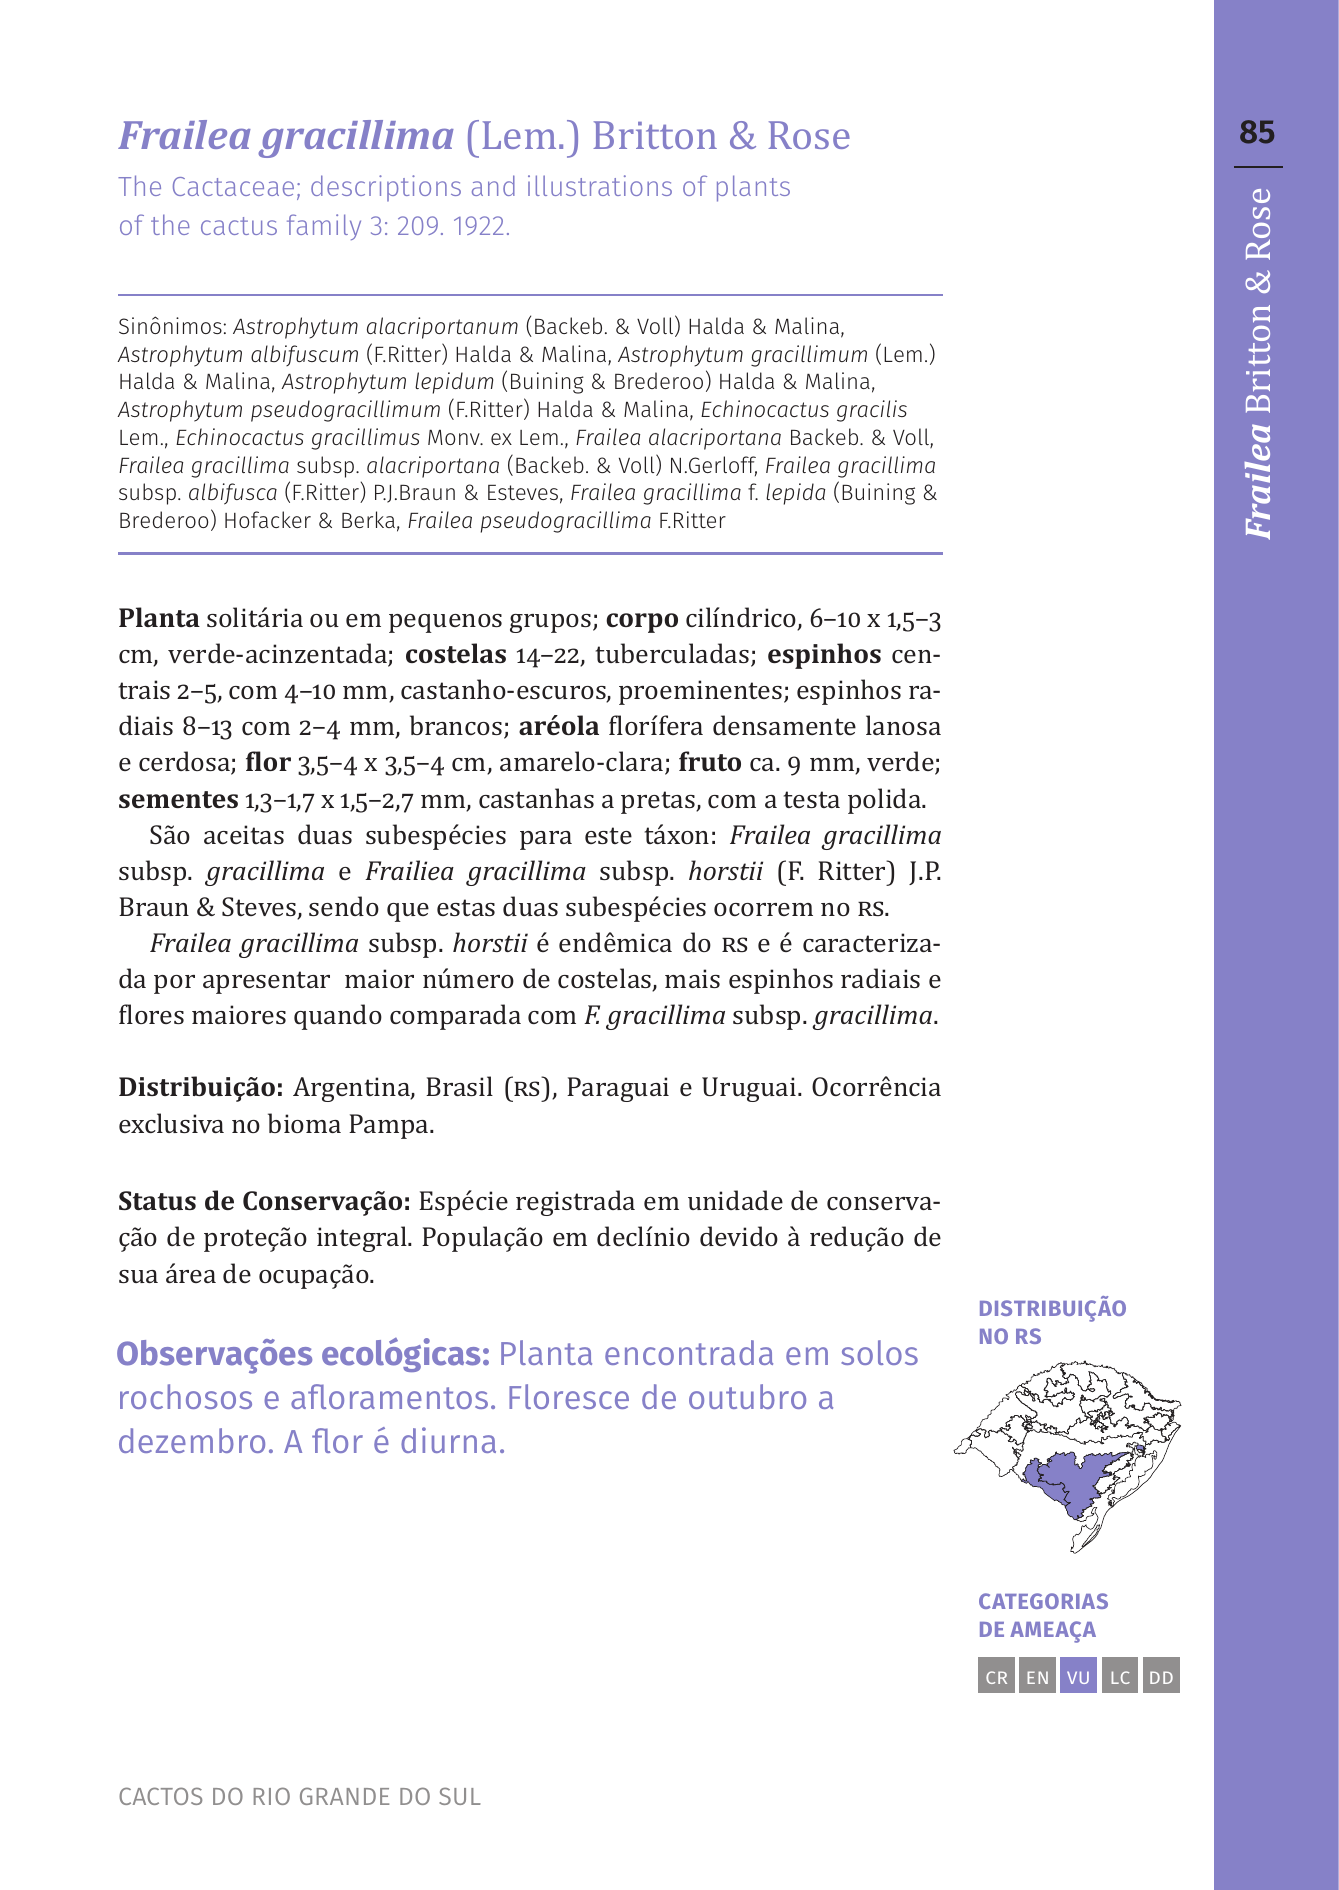 Frailea gracillima (Lem.) Britton & Rose
The Cactaceae; descriptions and illustrations of plants
of the cactus family 3: 209. 1922.
Sinônimos: Astrophytum alacriportanum (Backeb. & Voll) Halda & Malina,
Astrophytum albifuscum (F.Ritter) Halda & Malina, Astrophytum gracillimum (Lem.)
Halda & Malina, Astrophytum lepidum (Buining & Brederoo) Halda & Malina,
Astrophytum pseudogracillimum (F.Ritter) Halda & Malina, Echinocactus gracilis
Lem., Echinocactus gracillimus Monv. ex Lem., Frailea alacriportana Backeb. & Voll,
Frailea gracillima subsp. alacriportana (Backeb. & Voll) N.Gerloff, Frailea gracillima
subsp. albifusca (F.Ritter) P.J.Braun & Esteves, Frailea gracillima f. lepida (Buining &
Brederoo) Hofacker & Berka, Frailea pseudogracillima F.Ritter
Planta solitária ou em pequenos grupos; corpo cilíndrico, 6–10 x 1,5–3
cm, verde-acinzentada; costelas 14–22, tuberculadas; espinhos cen-
trais 2–5, com 4–10 mm, castanho-escuros, proeminentes; espinhos ra-
diais 8–13 com 2–4 mm, brancos; aréola florífera densamente lanosa
e cerdosa; flor 3,5–4 x 3,5–4 cm, amarelo-clara; fruto ca. 9 mm, verde;
sementes 1,3–1,7 x 1,5–2,7 mm, castanhas a pretas, com a testa polida.
São aceitas duas subespécies para este táxon: Frailea gracillima
subsp. gracillima e Frailiea gracillima subsp. horstii (F. Ritter) J.P.
Braun & Steves, sendo que estas duas subespécies ocorrem no RS.
Frailea gracillima subsp. horstii é endêmica do RS e é caracteriza-
da por apresentar maior número de costelas, mais espinhos radiais e
flores maiores quando comparada com F. gracillima subsp. gracillima.
Distribuição: Argentina, Brasil (RS), Paraguai e Uruguai. Ocorrência
exclusiva no bioma Pampa.
Status de Conservação: Espécie registrada em unidade de conserva-
ção de proteção integral. População em declínio devido à redução de
sua área de ocupação.
Observações ecológicas: Planta encontrada em solos
rochosos e afloramentos. Floresce de outubro a
dezembro. A flor é diurna.
DISTRIBUIÇÃO
NO RS
CATEGORIAS
DE AMEAÇA
CR EN VU LC DD
CACTOS DO RIO GRANDE DO SUL
85
Frailea Britton & Rose